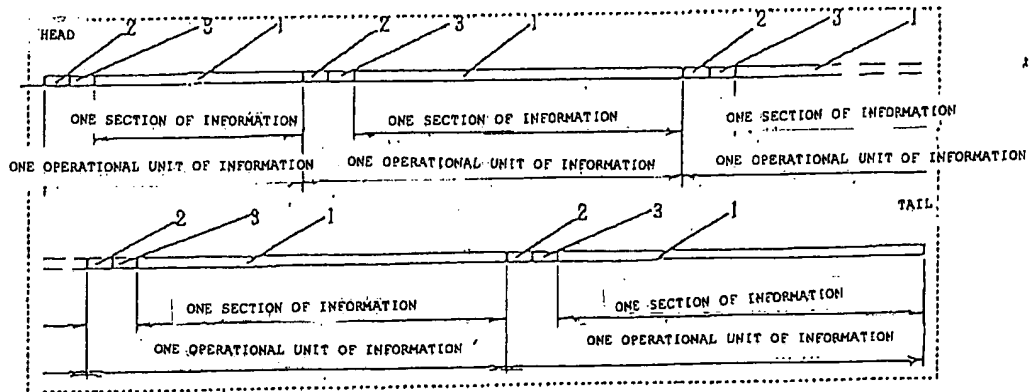 HEAD
2 3 1 2 3 1 2 3 1
ONE SECTION OF INFORMATION ONE SECTION OF INFORMATION ONE SECTION OF INFORMATION
ONE OPERATIONAL UNIT OF INFORMATION ONE OPERATIONAL UNIT OF INFORMATION ONE OPERATIONAL UNIT OF INFORMATION
TAIL
2 3 1 2 3 1
ONE SECTION OF INFORMATION ONE SECTION OF INFORMATION
ONE OPERATIONAL UNIT OF INFORMATION ONE OPERATIONAL UNIT OF INFORMATION